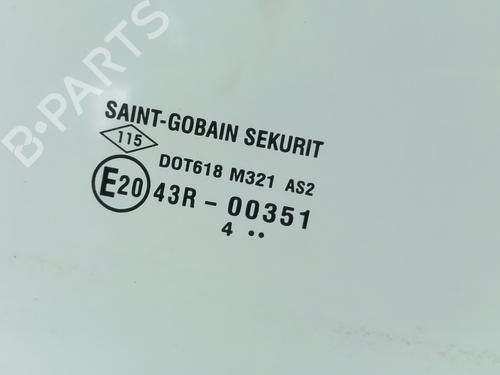 B-PARTS
SAINT-GOBAIN SEKURIT
115
DOT618 M321 AS2
E20 43R-00351
4 ..